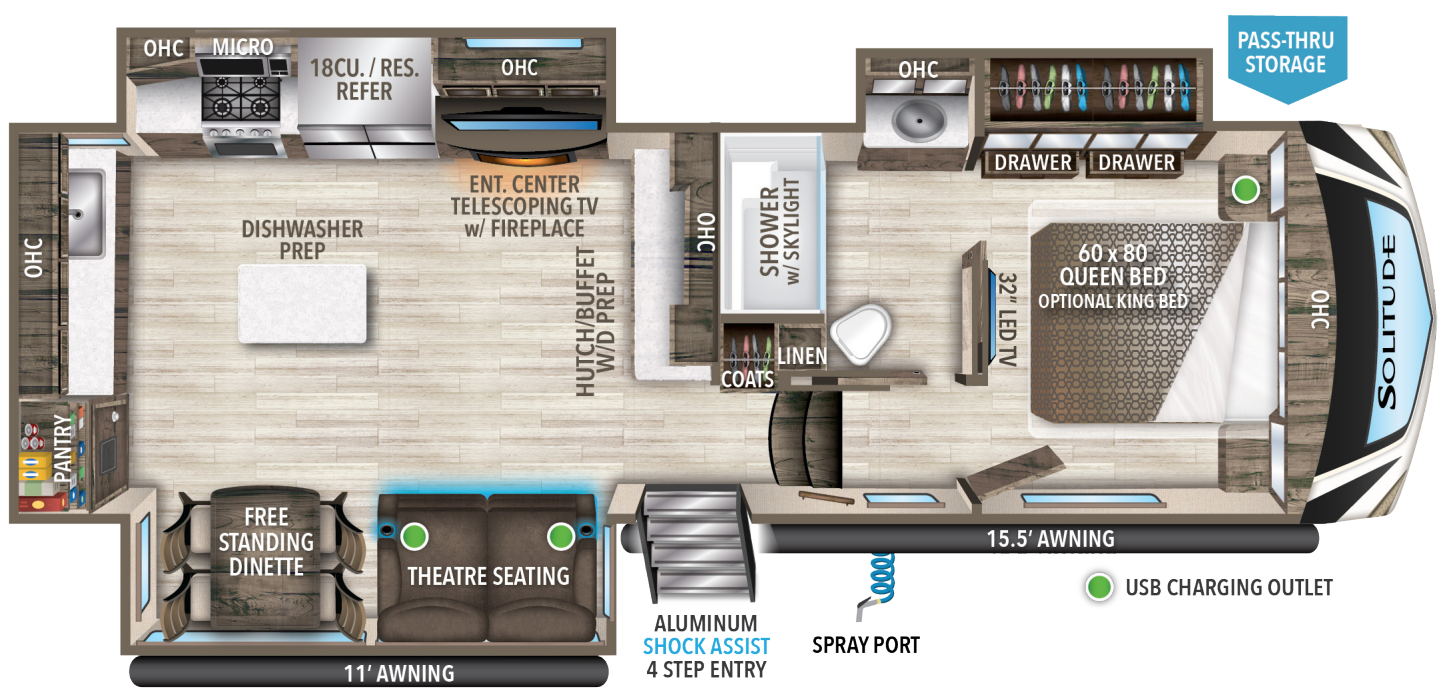 PASS-THRU
STORAGE
OHC
MICRO
18CU. / RES.
REFER
OHC
OHC
DRAWER
DRAWER
ENT. CENTER
TELESCOPING TV
w/ FIREPLACE
DISHWASHER
PREP
OHC
HUTCH/BUFFET
W/D PREP
OHC
SHOWER
w/ SKYLIGHT
32" LED TV
60 x 80
QUEEN BED
OPTIONAL KING BED
OHC
SOLITUDE
LINEN
COATS
PANTRY
FREE
STANDING
DINETTE
THEATRE SEATING
15.5' AWNING
USB CHARGING OUTLET
ALUMINUM
SHOCK ASSIST
4 STEP ENTRY
SPRAY PORT
11' AWNING